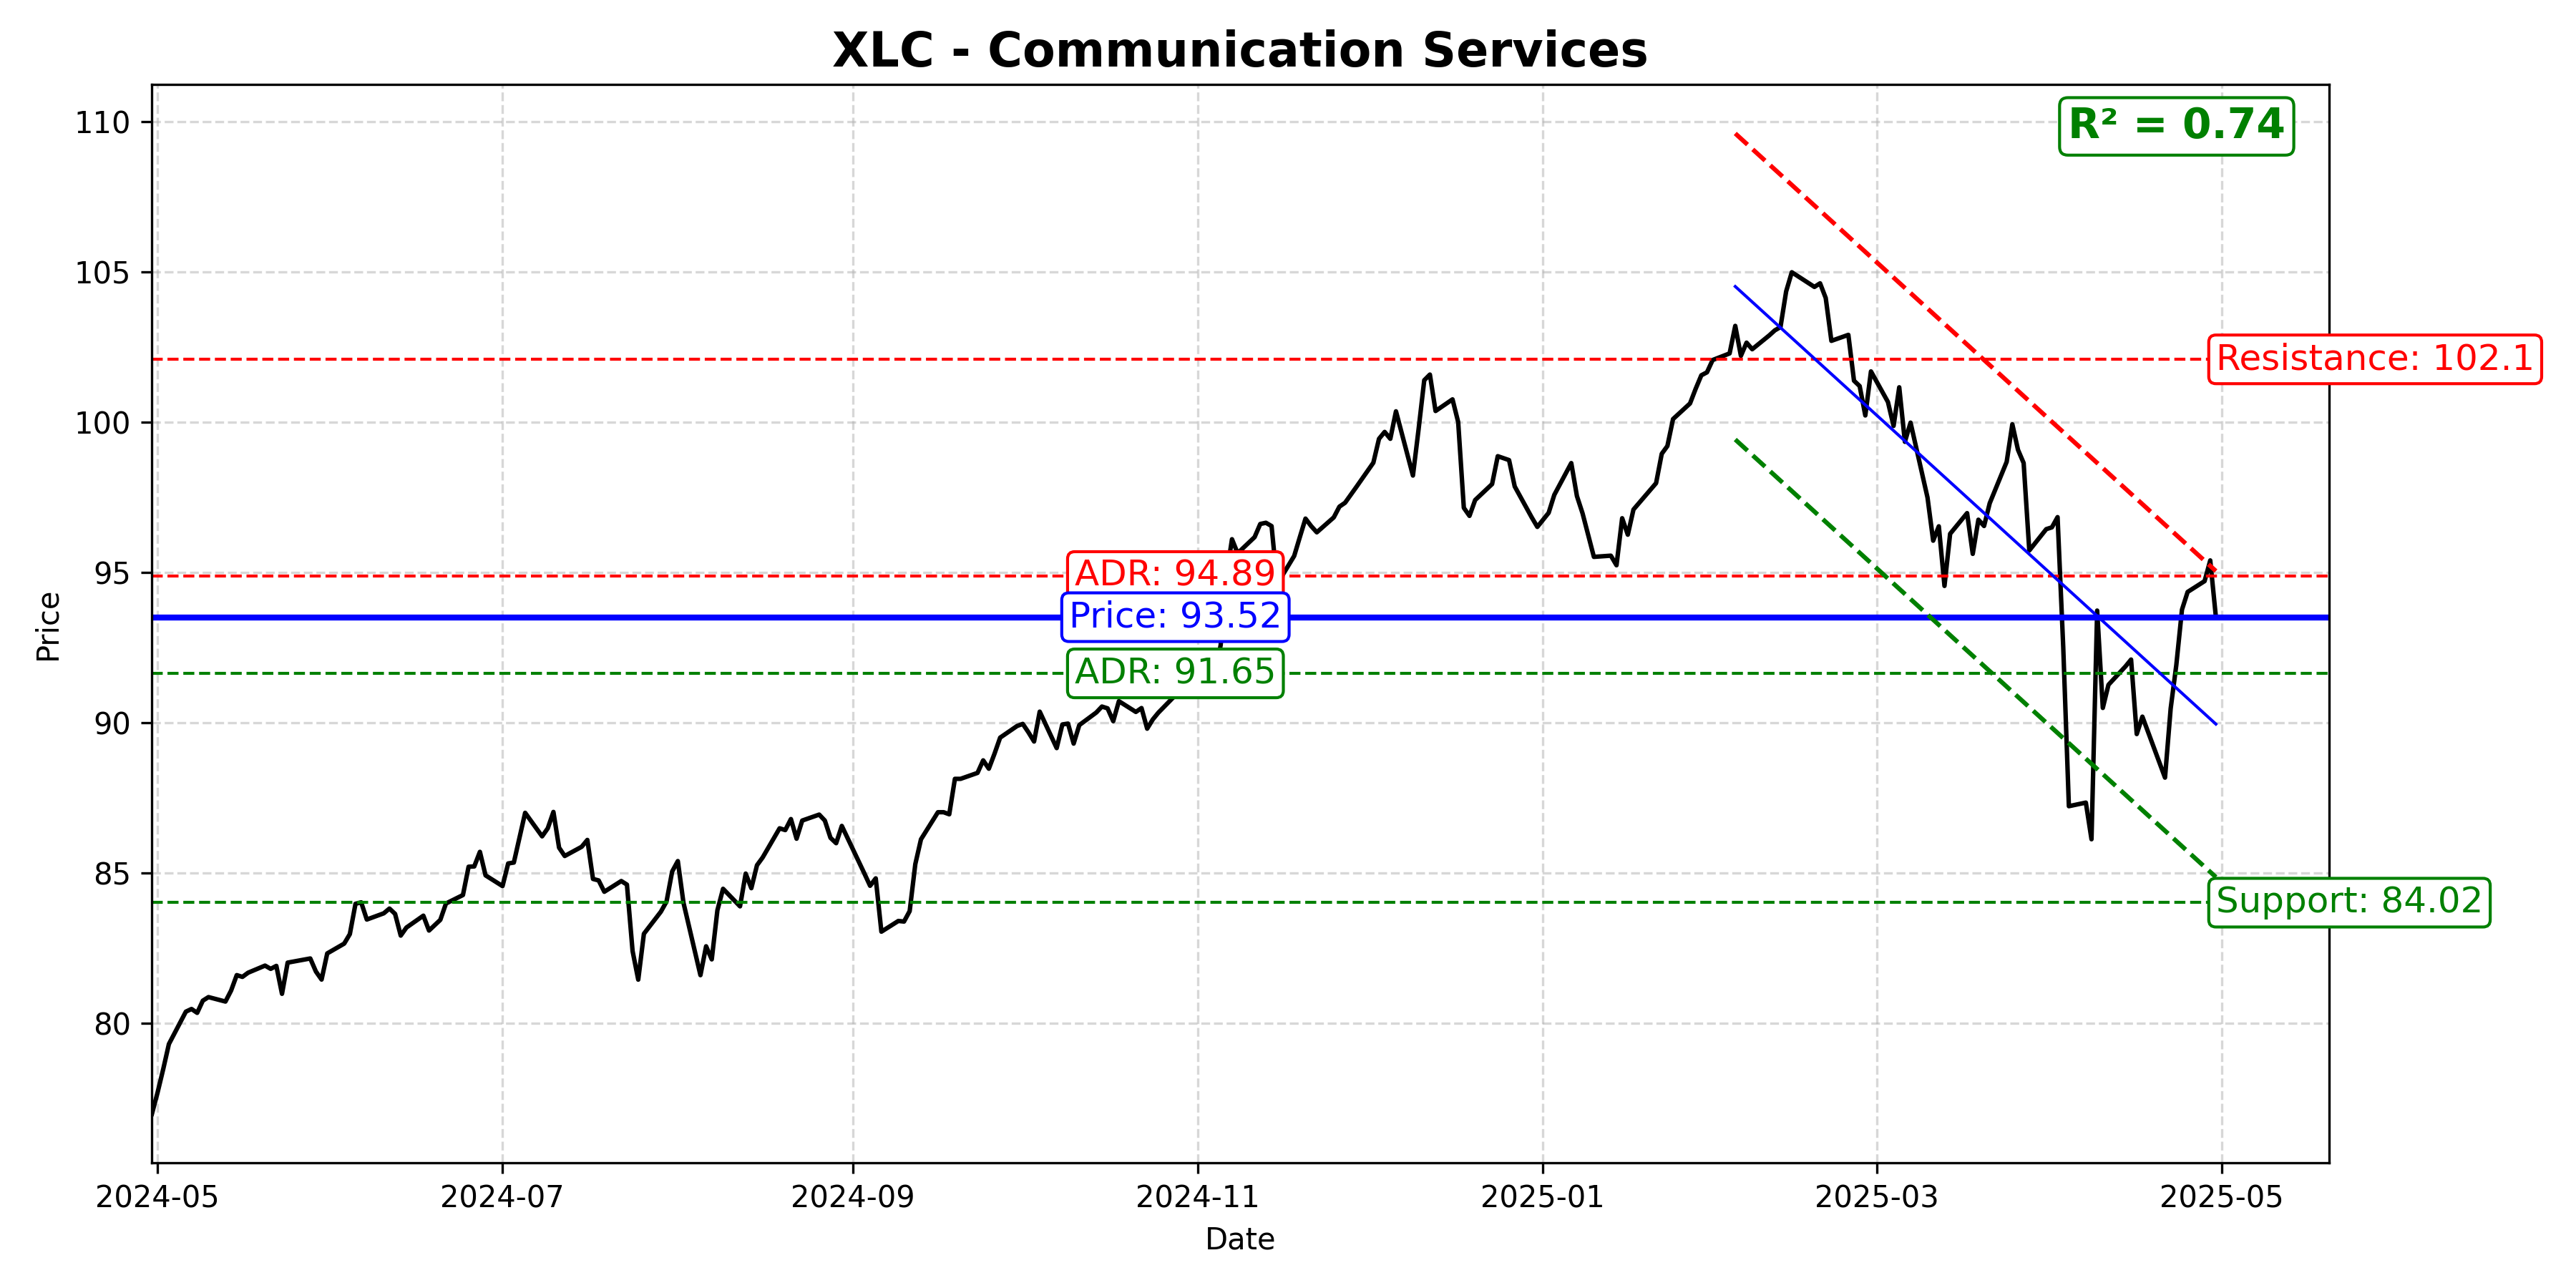 XLC - Communication Services
R² = 0.74
110
105
100
95
90
85
80
Price
Resistance: 102.1
ADR: 94.89
Price: 93.52
ADR: 91.65
Support: 84.02
2024-05
2024-07
2024-09
2024-11
2025-01
2025-03
2025-05
Date